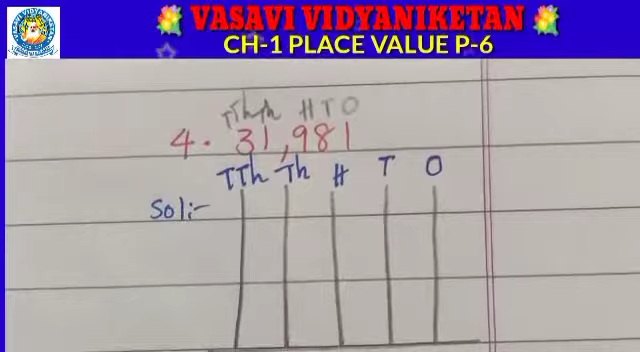 VASAVI VIDYANIKETAN
CH-1 PLACE VALUE P-6
TTh Th H T O
4. 31,981
TTh Th H T O
Sol:-